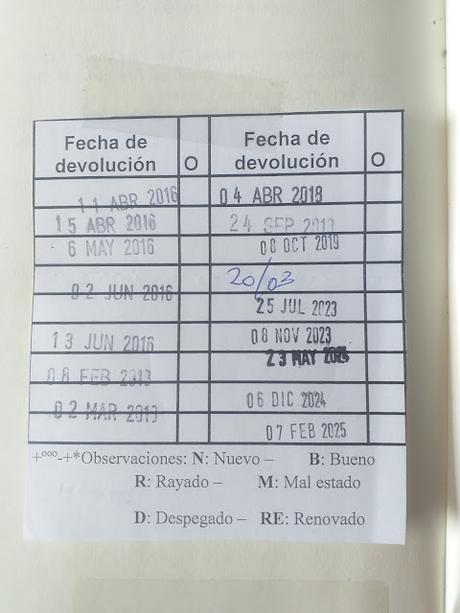 Fecha de devolución O Fecha de devolución O
11 ABR 2016 04 ABR 2018
15 ABR 2016 24 SEP
6 MAY 2016 08 OCT 2019
02 JUN 2016 20/03
25 JUL 2023
13 JUN 2016 08 NOV 2023
23 MAY 2024
08 FEB
02 MAR 06 DIC 2024
07 FEB 2025
+ººº-+*Observaciones: N: Nuevo – B: Bueno
R: Rayado – M: Mal estado
D: Despegado – RE: Renovado